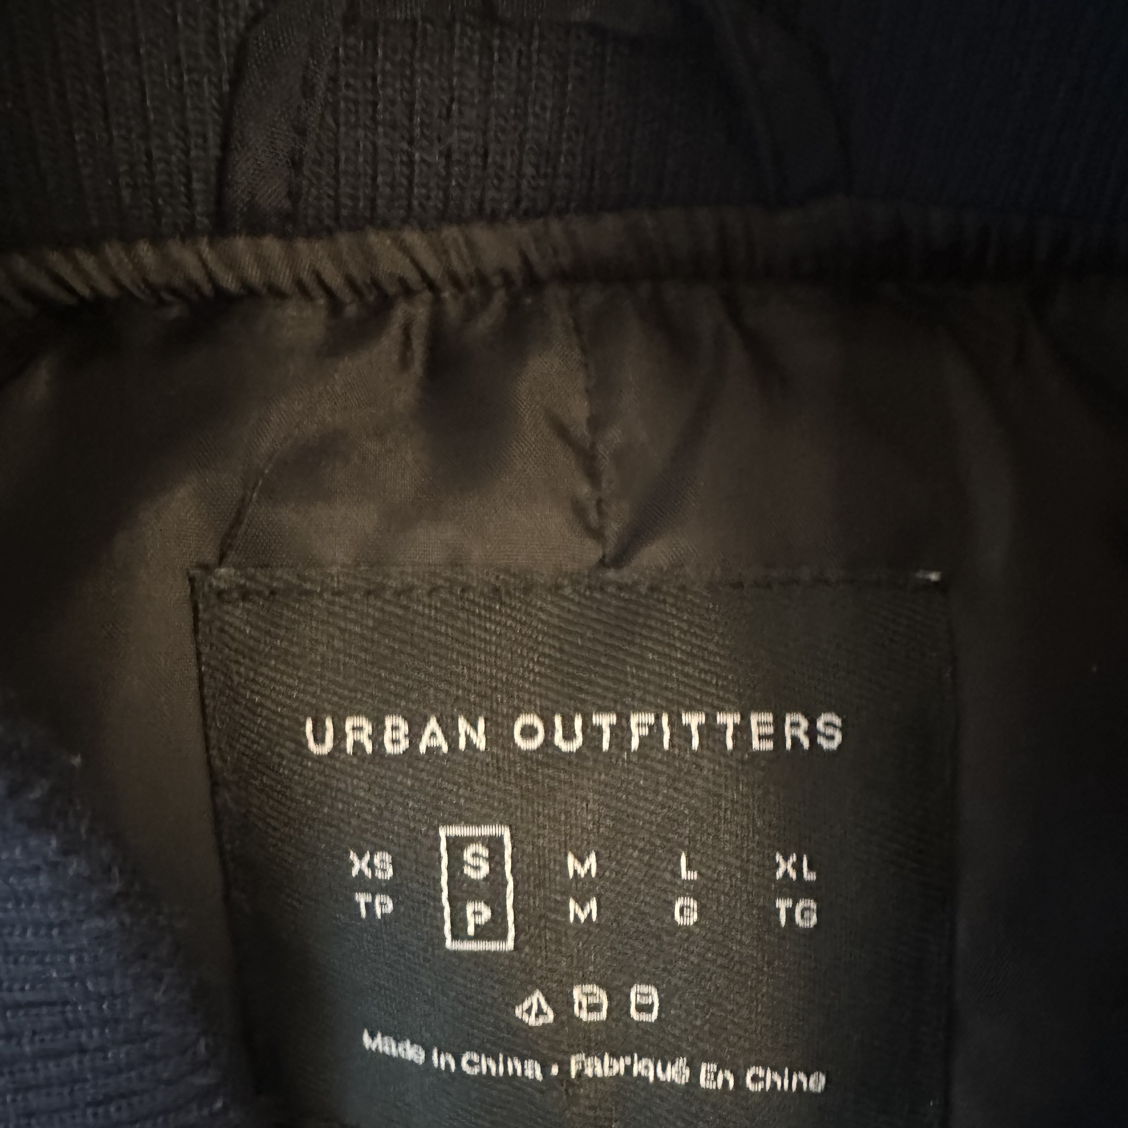 URBAN OUTFITTERS
XS S M L XL
TP P M G TG
Made in China · Fabriqué En Chine